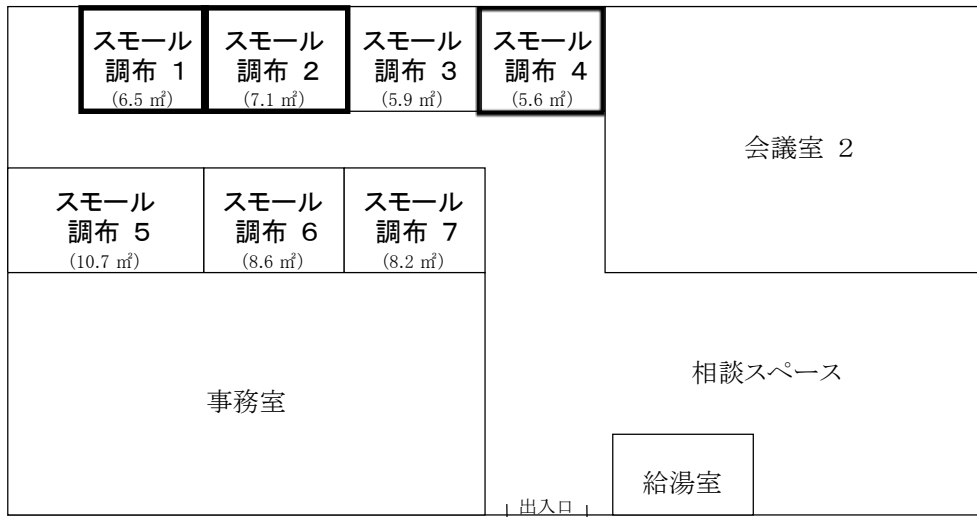 スモール
調布 1
(6.5 ㎡)
スモール
調布 2
(7.1 ㎡)
スモール
調布 3
(5.9 ㎡)
スモール
調布 4
(5.6 ㎡)
会議室 2
スモール
調布 5
(10.7 ㎡)
スモール
調布 6
(8.6 ㎡)
スモール
調布 7
(8.2 ㎡)
事務室
相談スペース
給湯室
出入口